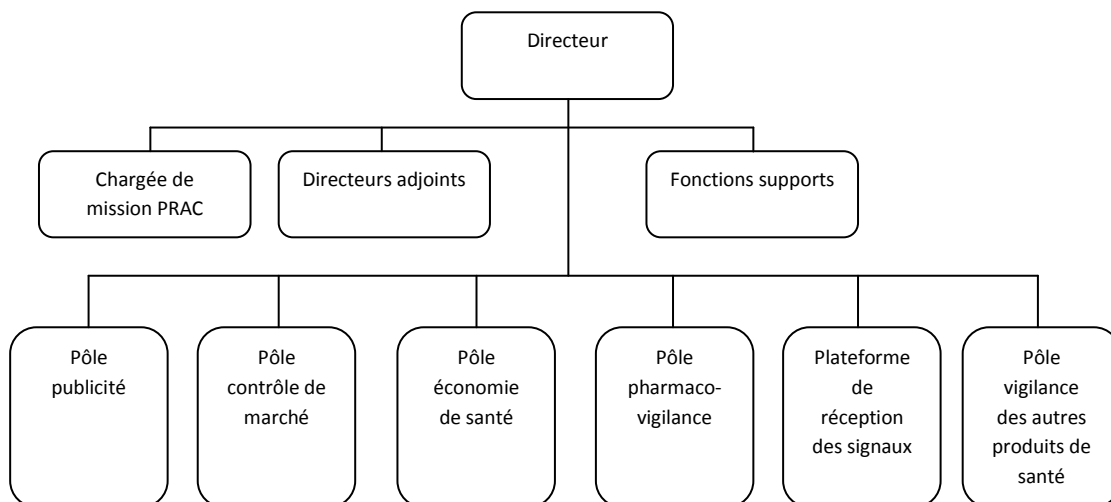 Directeur
Chargée de
mission PRAC
Directeurs adjoints
Fonctions supports
Pôle
publicité
Pôle
contrôle de
marché
Pôle
économie
de santé
Pôle
pharmaco-
vigilance
Plateforme
de
réception
des signaux
Pôle
vigilance
des autres
produits de
santé